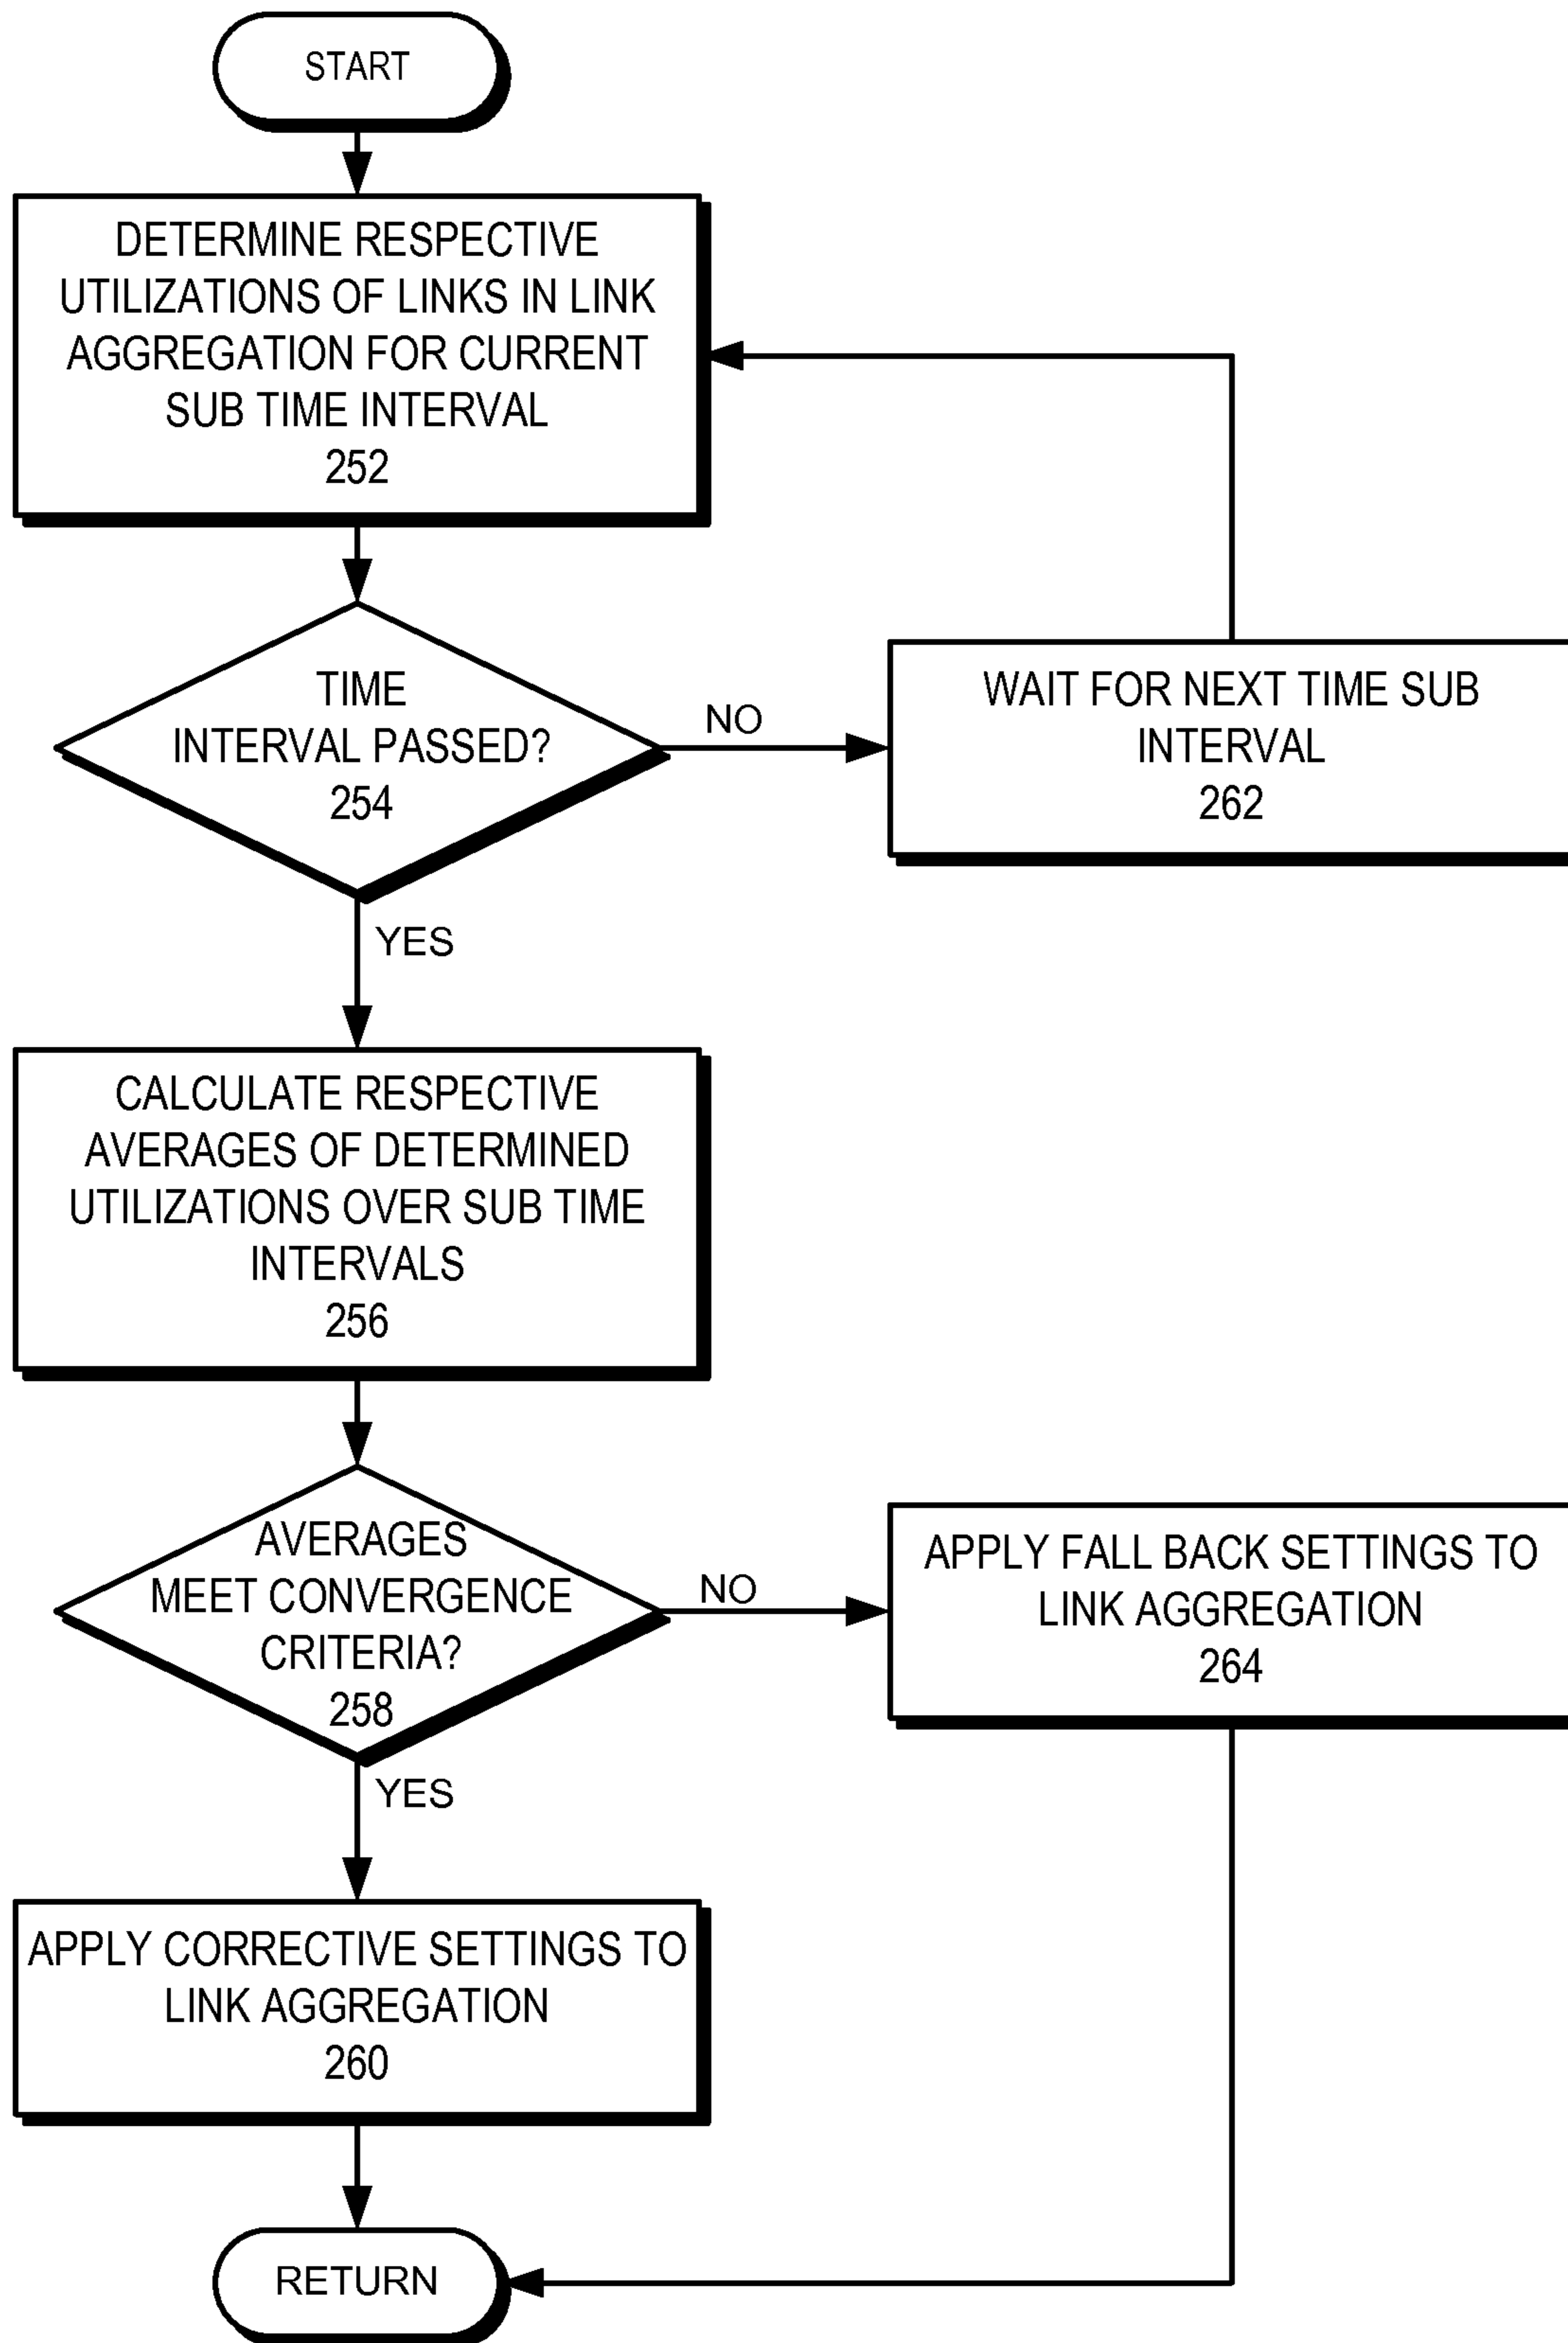 START
DETERMINE RESPECTIVE
UTILIZATIONS OF LINKS IN LINK
AGGREGATION FOR CURRENT
SUB TIME INTERVAL
252
TIME
INTERVAL PASSED?
254
NO
WAIT FOR NEXT TIME SUB
INTERVAL
262
YES
CALCULATE RESPECTIVE
AVERAGES OF DETERMINED
UTILIZATIONS OVER SUB TIME
INTERVALS
256
AVERAGES
MEET CONVERGENCE
CRITERIA?
258
NO
APPLY FALL BACK SETTINGS TO
LINK AGGREGATION
264
YES
APPLY CORRECTIVE SETTINGS TO
LINK AGGREGATION
260
RETURN